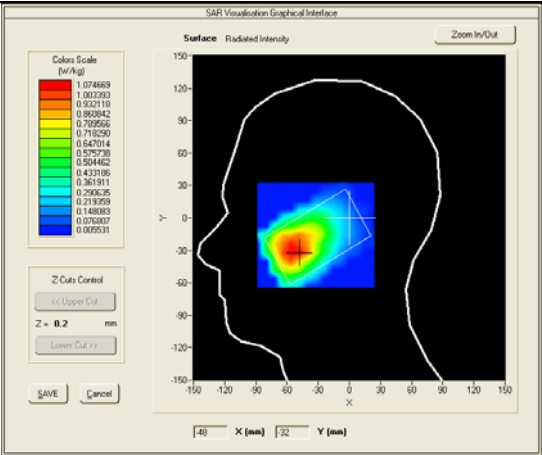 SAR Visualisation Graphical Interface
Surface Radiated Intensity
Zoom In/Out
Colors Scale
(W/kg)
1.074669
1.003393
0.932118
0.860842
0.789566
0.718290
0.647014
0.575738
0.504462
0.433186
0.361911
0.290635
0.219359
0.148083
0.076807
0.005531
Z-Cuts Control
<< Upper Cut
Z = 0.2 mm
Lower Cut >>
SAVE Cancel
150
120
90
60
30
0
-30
-60
-90
-120
-150
Y
-150 -120 -90 -60 -30 0 30 60 90 120 150
X
-48 X (mm) -32 Y (mm)